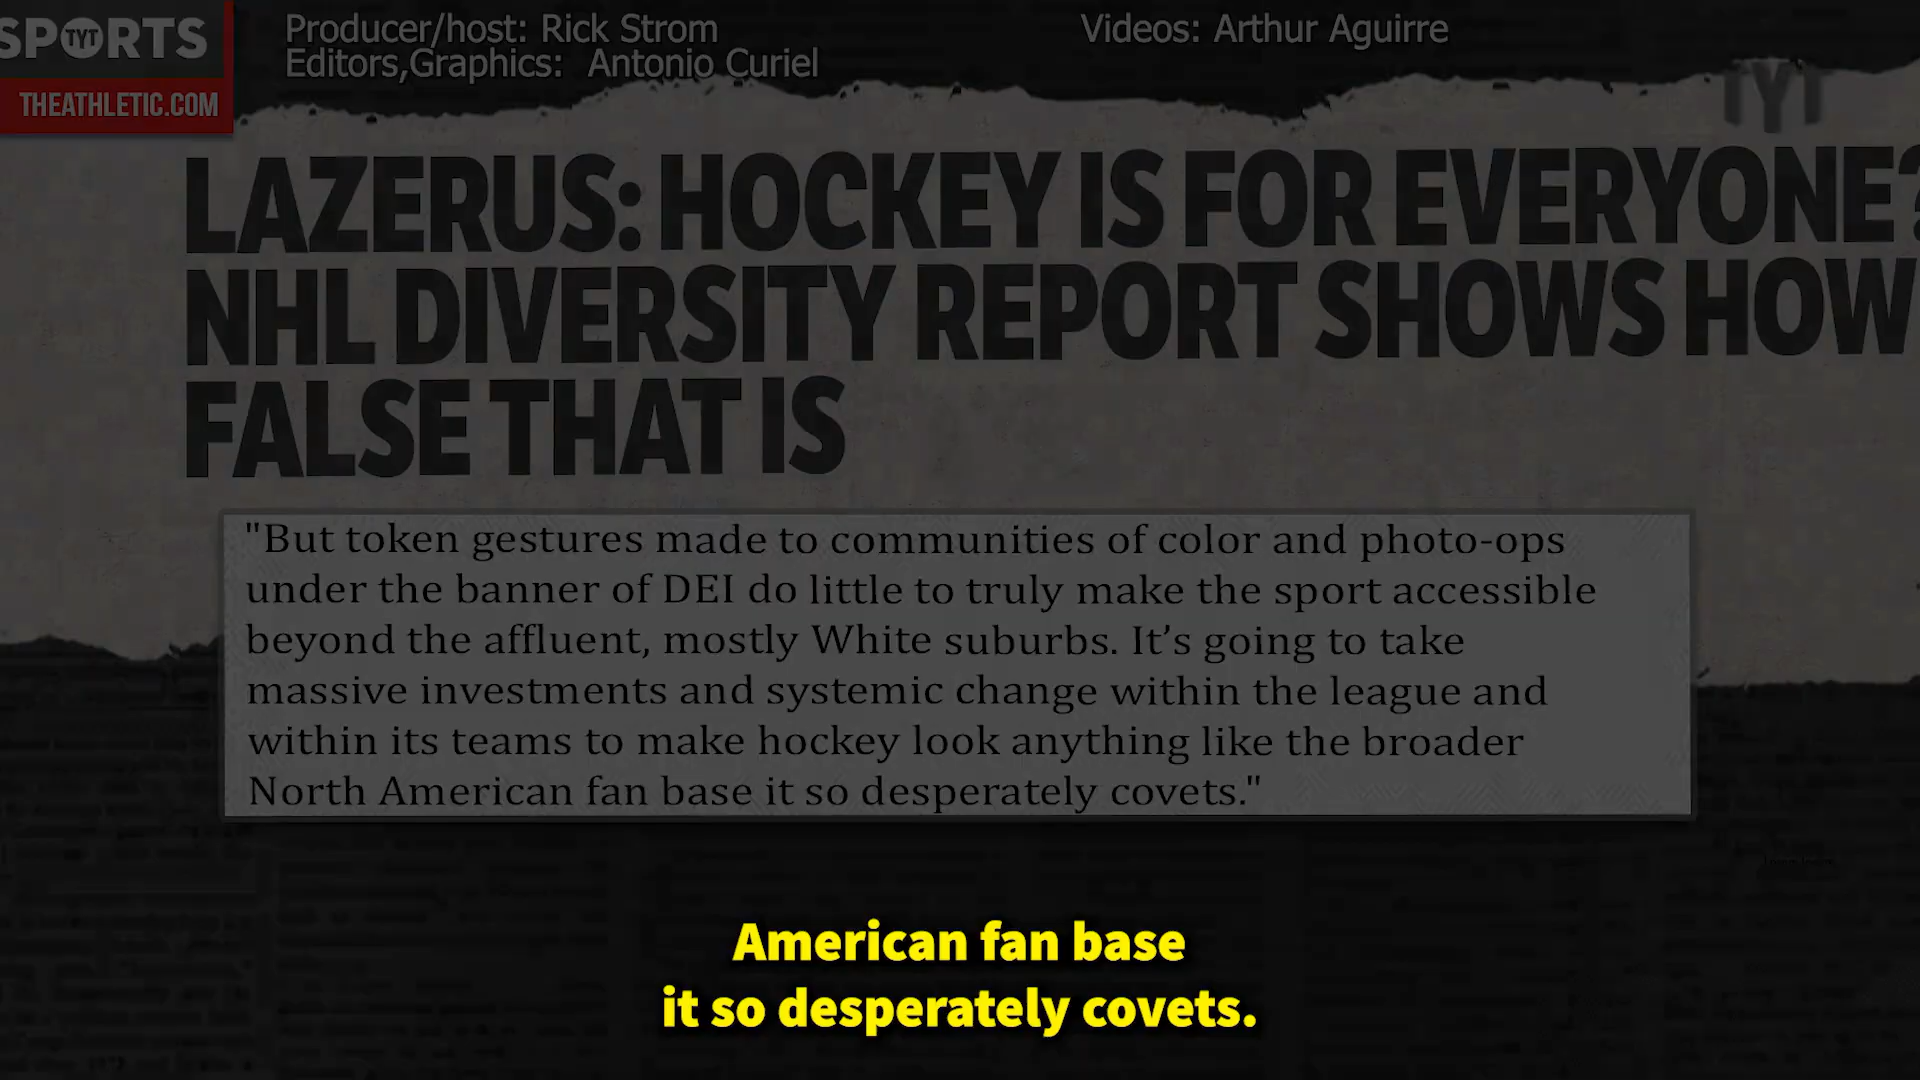 SPORTS
TYT
THEATHLETIC.COM
Producer/host: Rick Strom
Editors,Graphics: Antonio Curiel
Videos: Arthur Aguirre
TYT
LAZERUS: HOCKEY IS FOR EVERYONE?
NHL DIVERSITY REPORT SHOWS HOW
FALSE THAT IS
"But token gestures made to communities of color and photo-ops
under the banner of DEI do little to truly make the sport accessible
beyond the affluent, mostly White suburbs. It’s going to take
massive investments and systemic change within the league and
within its teams to make hockey look anything like the broader
North American fan base it so desperately covets."
American fan base
it so desperately covets.